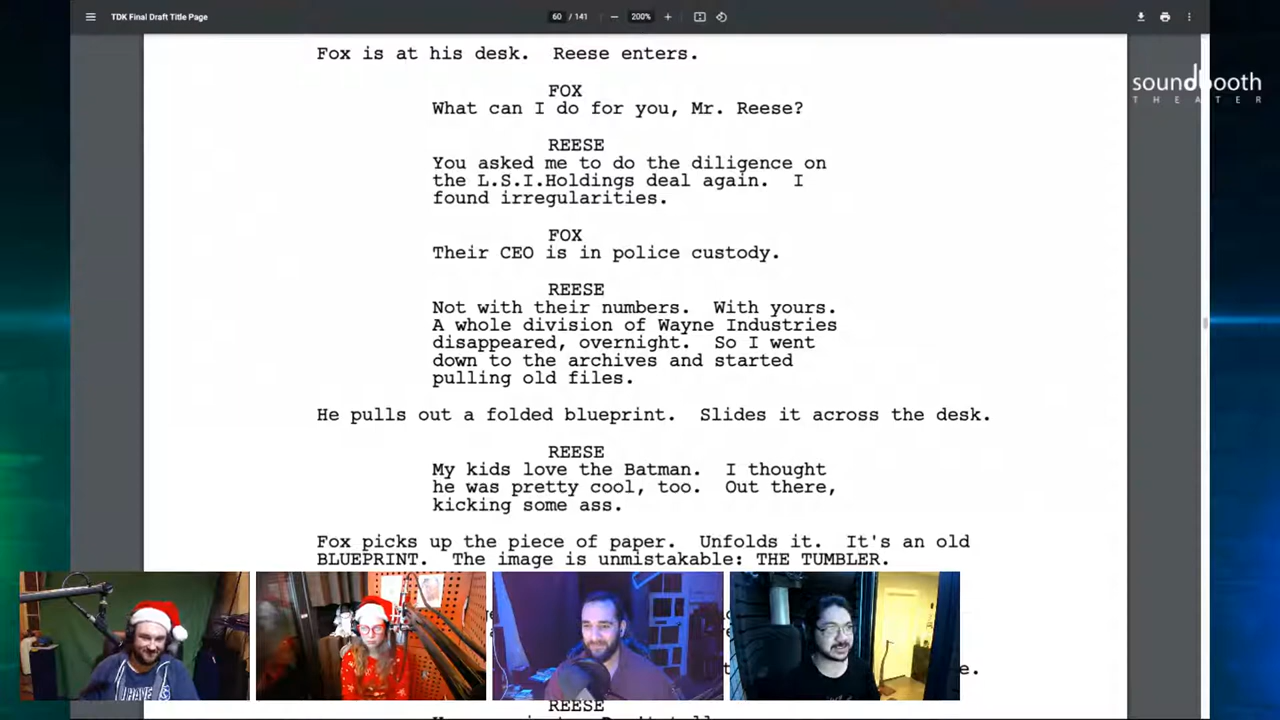 TDK Final Draft Title Page
60 / 141
200%
soundbooth
THEATER
Fox is at his desk. Reese enters.
FOX
What can I do for you, Mr. Reese?
REESE
You asked me to do the diligence on
the L.S.I.Holdings deal again. I
found irregularities.
FOX
Their CEO is in police custody.
REESE
Not with their numbers. With yours.
A whole division of Wayne Industries
disappeared, overnight. So I went
down to the archives and started
pulling old files.
He pulls out a folded blueprint. Slides it across the desk.
REESE
My kids love the Batman. I thought
he was pretty cool, too. Out there,
kicking some ass.
Fox picks up the piece of paper. Unfolds it. It's an old
BLUEPRINT. The image is unmistakable: THE TUMBLER.
REESE